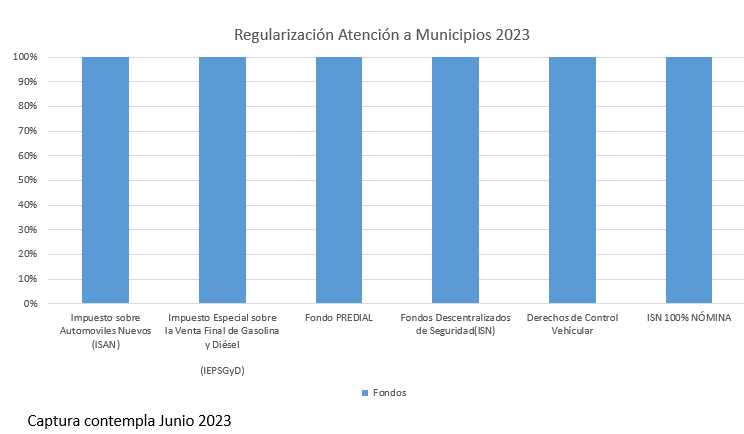 Regularización Atención a Municipios 2023
100%
90%
80%
70%
60%
50%
40%
30%
20%
10%
0%
Impuesto sobre
Automoviles Nuevos
(ISAN)
Impuesto Especial sobre
la Venta Final de Gasolina
y Diésel
(IEPSGyD)
Fondo PREDIAL
Fondos Descentralizados
de Seguridad(ISN)
Derechos de Control
Vehícular
ISN 100% NÓMINA
Fondos
Captura contempla Junio 2023